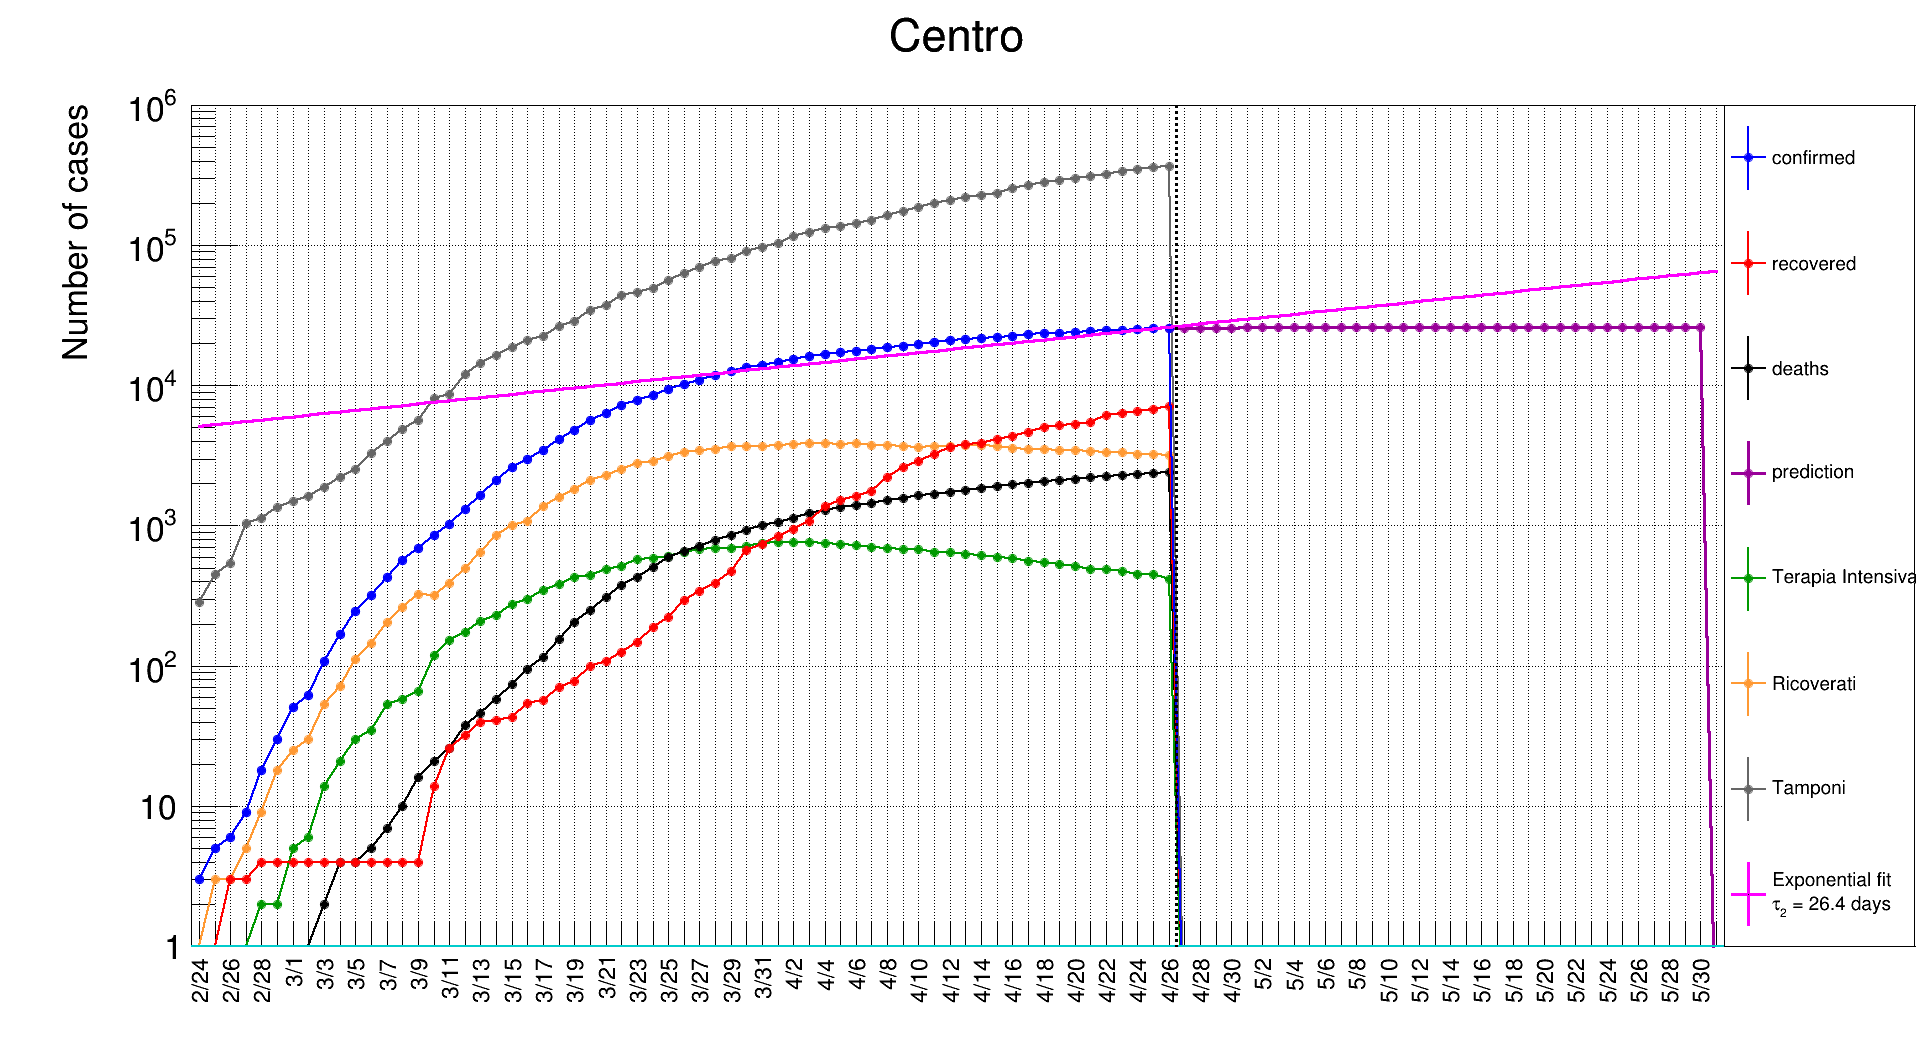 Centro
Number of cases
10^6
10^5
10^4
10^3
10^2
10
1
2/24 2/26 2/28 3/1 3/3 3/5 3/7 3/9 3/11 3/13 3/15 3/17 3/19 3/21 3/23 3/25 3/27 3/29 3/31 4/2 4/4 4/6 4/8 4/10 4/12 4/14 4/16 4/18 4/20 4/22 4/24 4/26 4/28 4/30 5/2 5/4 5/6 5/8 5/10 5/12 5/14 5/16 5/18 5/20 5/22 5/24 5/26 5/28 5/30
confirmed
recovered
deaths
prediction
Terapia Intensiva
Ricoverati
Tamponi
Exponential fit
τ₂ = 26.4 days